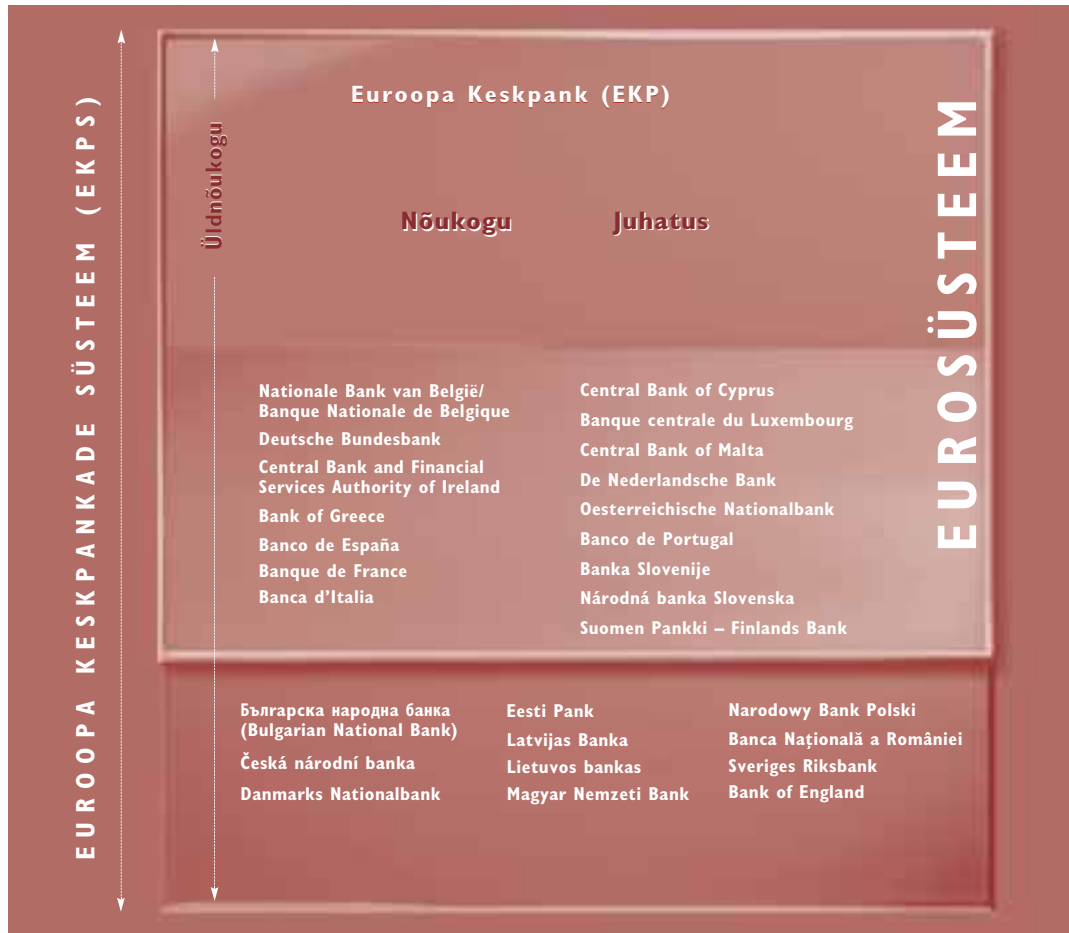 EUROOPA KESKPANKADE SÜSTEEM (EKPS)
Üldnõukogu
Euroopa Keskpank (EKP)
Nõukogu
Juhatus
EUROSÜSTEEM
Nationale Bank van België/
Banque Nationale de Belgique
Deutsche Bundesbank
Central Bank and Financial
Services Authority of Ireland
Bank of Greece
Banco de España
Banque de France
Banca d’Italia
Central Bank of Cyprus
Banque centrale du Luxembourg
Central Bank of Malta
De Nederlandsche Bank
Oesterreichische Nationalbank
Banco de Portugal
Banka Slovenije
Národná banka Slovenska
Suomen Pankki – Finlands Bank
Българска народна банка
(Bulgarian National Bank)
Česká národní banka
Danmarks Nationalbank
Eesti Pank
Latvijas Banka
Lietuvos bankas
Magyar Nemzeti Bank
Narodowy Bank Polski
Banca Națională a României
Sveriges Riksbank
Bank of England